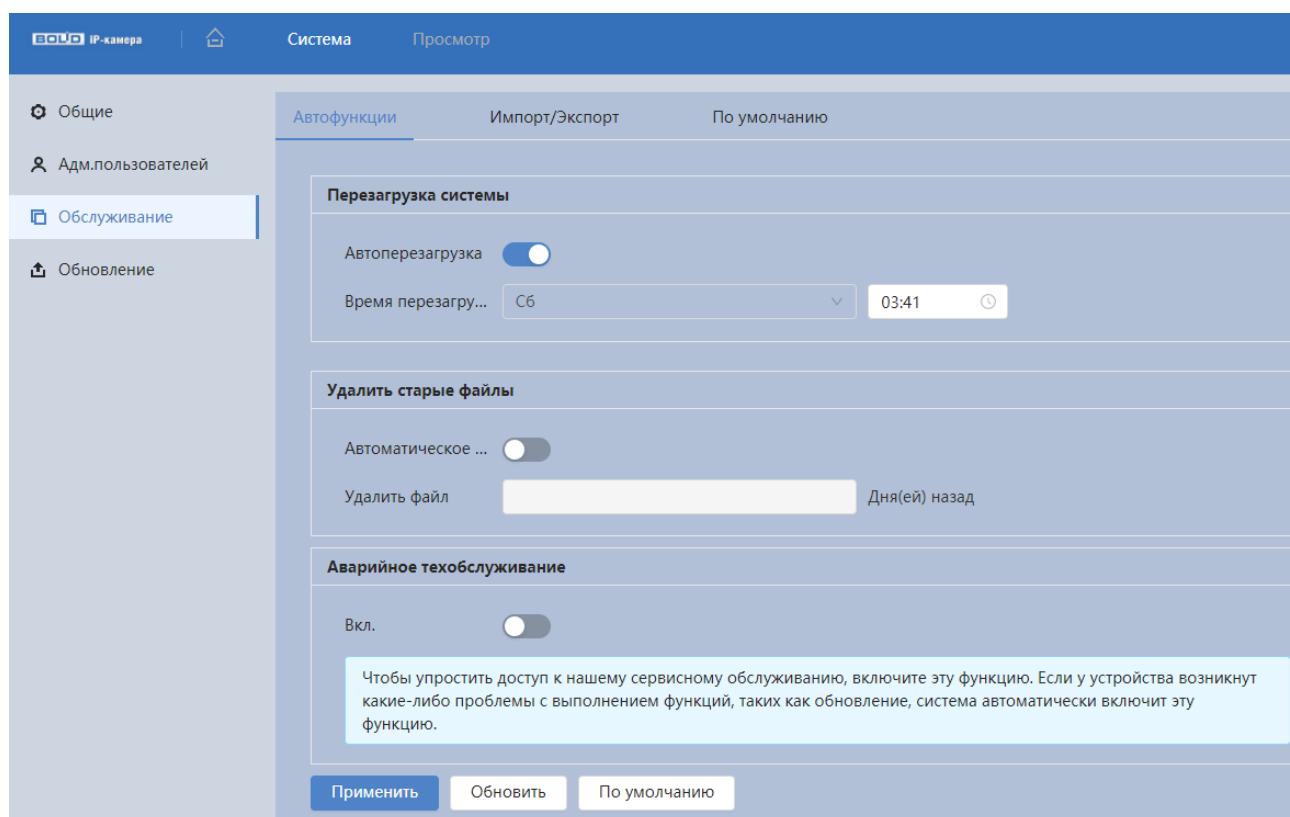 BOLID IP-камера
Система
Просмотр
Общие
Адм.пользователей
Обслуживание
Обновление
Автофункции
Импорт/Экспорт
По умолчанию
Перезагрузка системы
Автоперезагрузка
Время перезагру... Сб 03:41
Удалить старые файлы
Автоматическое ...
Удалить файл Дня(ей) назад
Аварийное техобслуживание
Вкл.
Чтобы упростить доступ к нашему сервисному обслуживанию, включите эту функцию. Если у устройства возникнут
какие-либо проблемы с выполнением функций, таких как обновление, система автоматически включит эту
функцию.
Применить
Обновить
По умолчанию